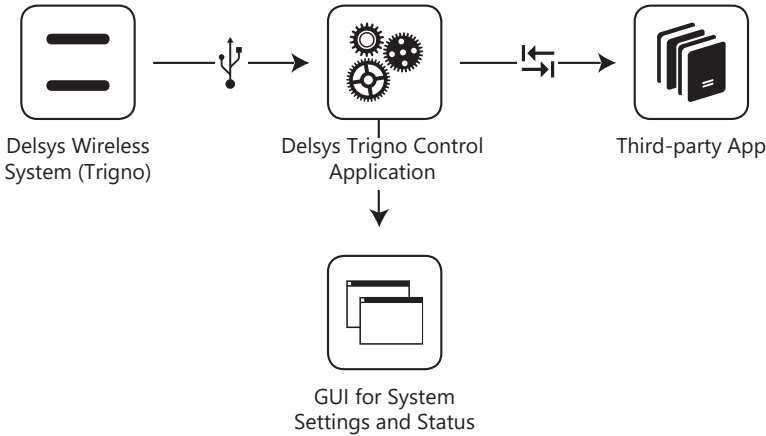 Delsys Wireless
System (Trigno)
Delsys Trigno Control
Application
Third-party App
GUI for System
Settings and Status